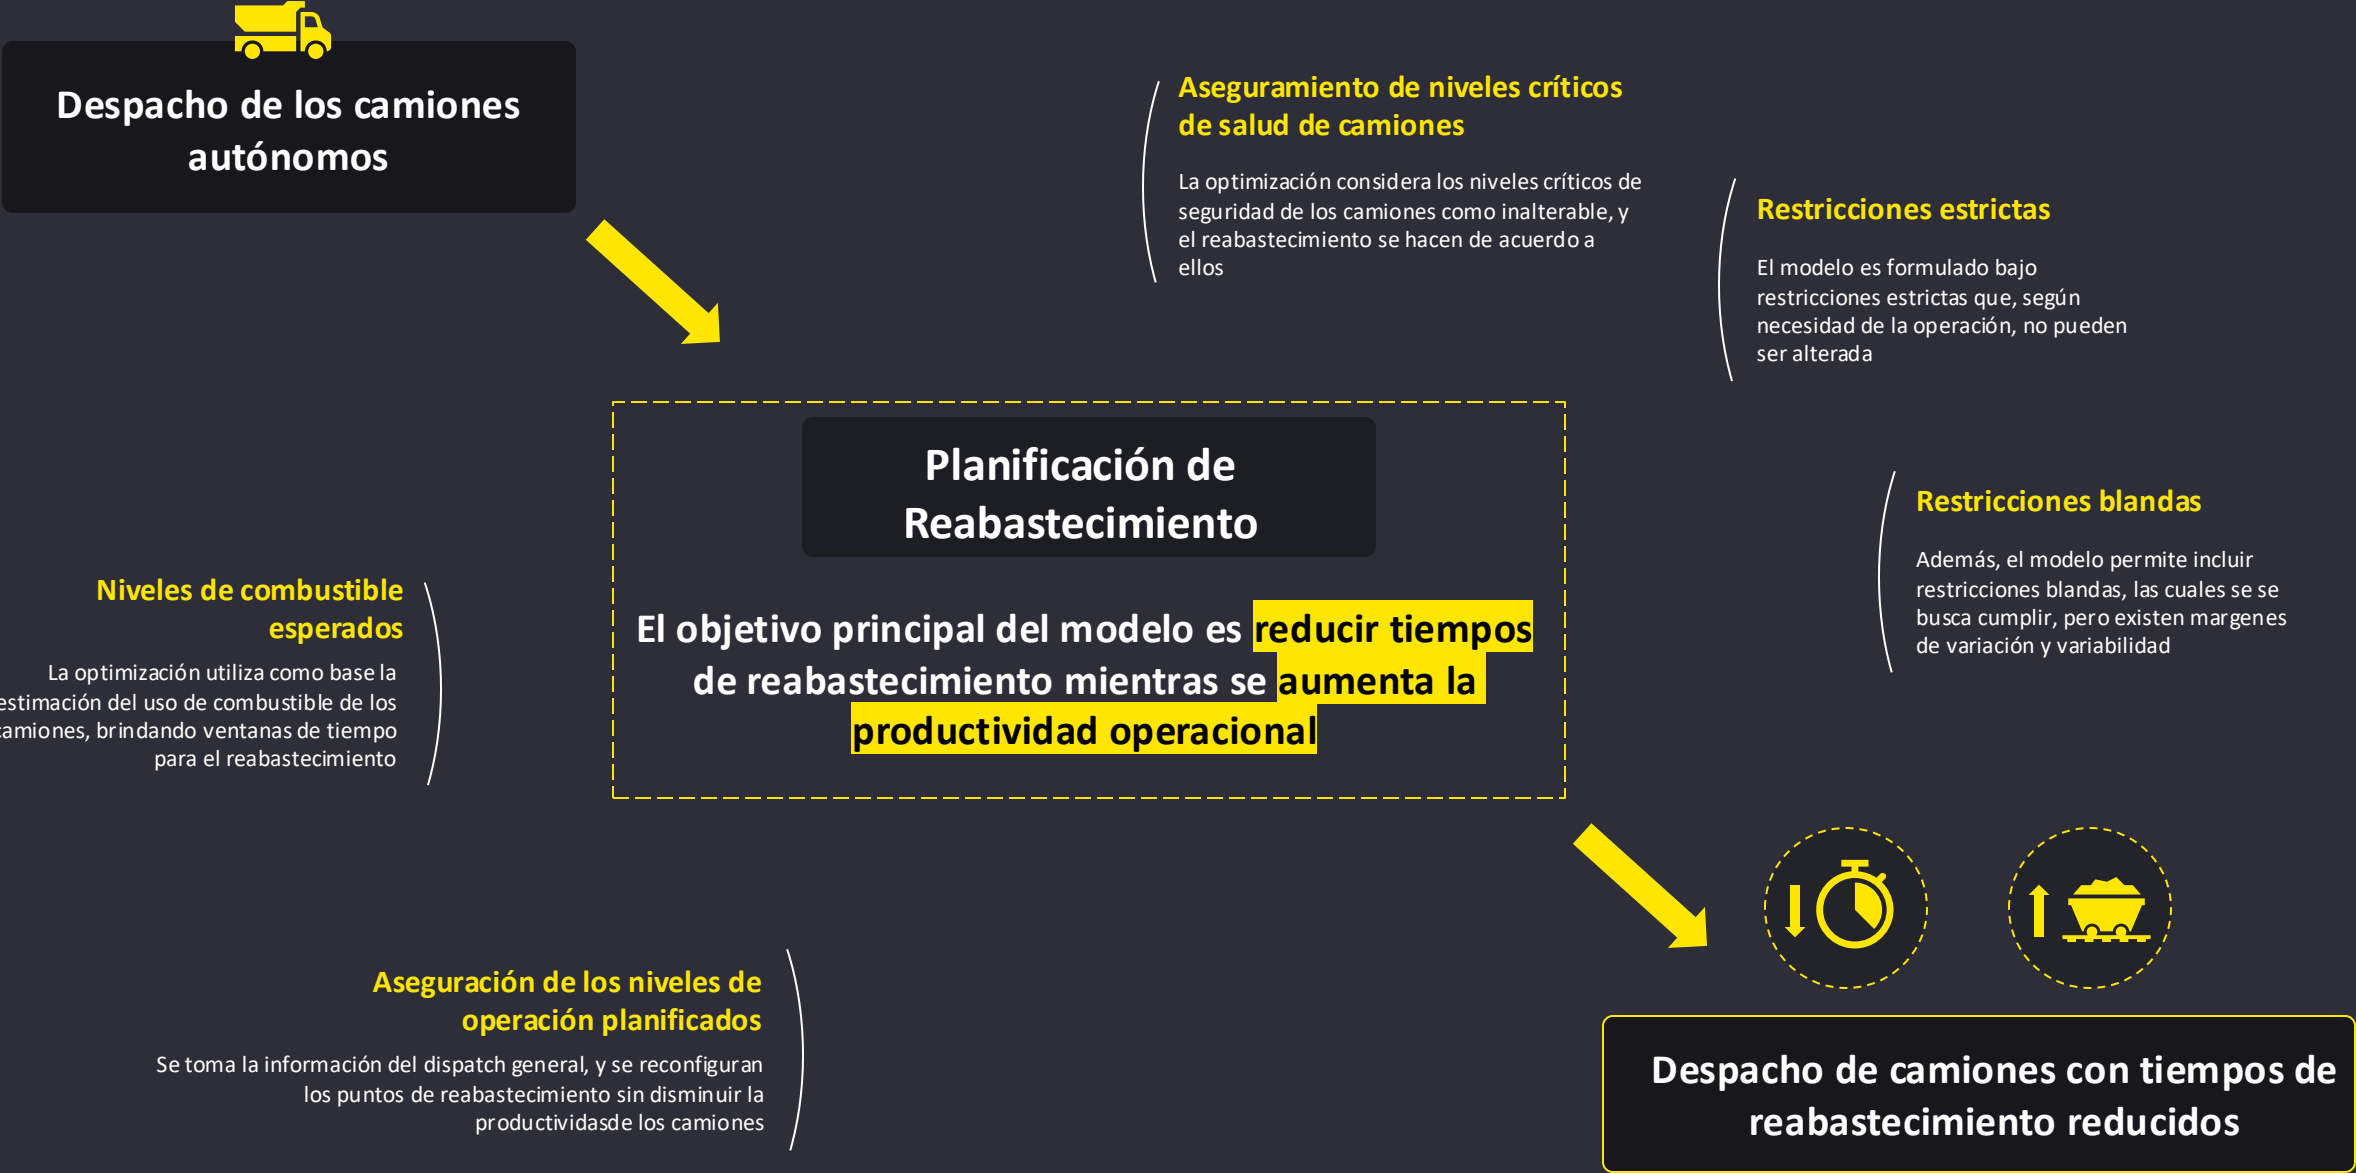 Despacho de los camiones
autónomos
Aseguramiento de niveles críticos
de salud de camiones
La optimización considera los niveles críticos de
seguridad de los camiones como inalterable, y
el reabastecimiento se hacen de acuerdo a
ellos
Restricciones estrictas
El modelo es formulado bajo
restricciones estrictas que, según
necesidad de la operación, no pueden
ser alterada
Planificación de
Reabastecimiento
El objetivo principal del modelo es reducir tiempos
de reabastecimiento mientras se aumenta la
productividad operacional
Restricciones blandas
Además, el modelo permite incluir
restricciones blandas, las cuales se se
busca cumplir, pero existen margenes
de variación y variabilidad
Niveles de combustible
esperados
La optimización utiliza como base la
estimación del uso de combustible de los
camiones, brindando ventanas de tiempo
para el reabastecimiento
Aseguración de los niveles de
operación planificados
Se toma la información del dispatch general, y se reconfiguran
los puntos de reabastecimiento sin disminuir la
productividasde los camiones
Despacho de camiones con tiempos de
reabastecimiento reducidos